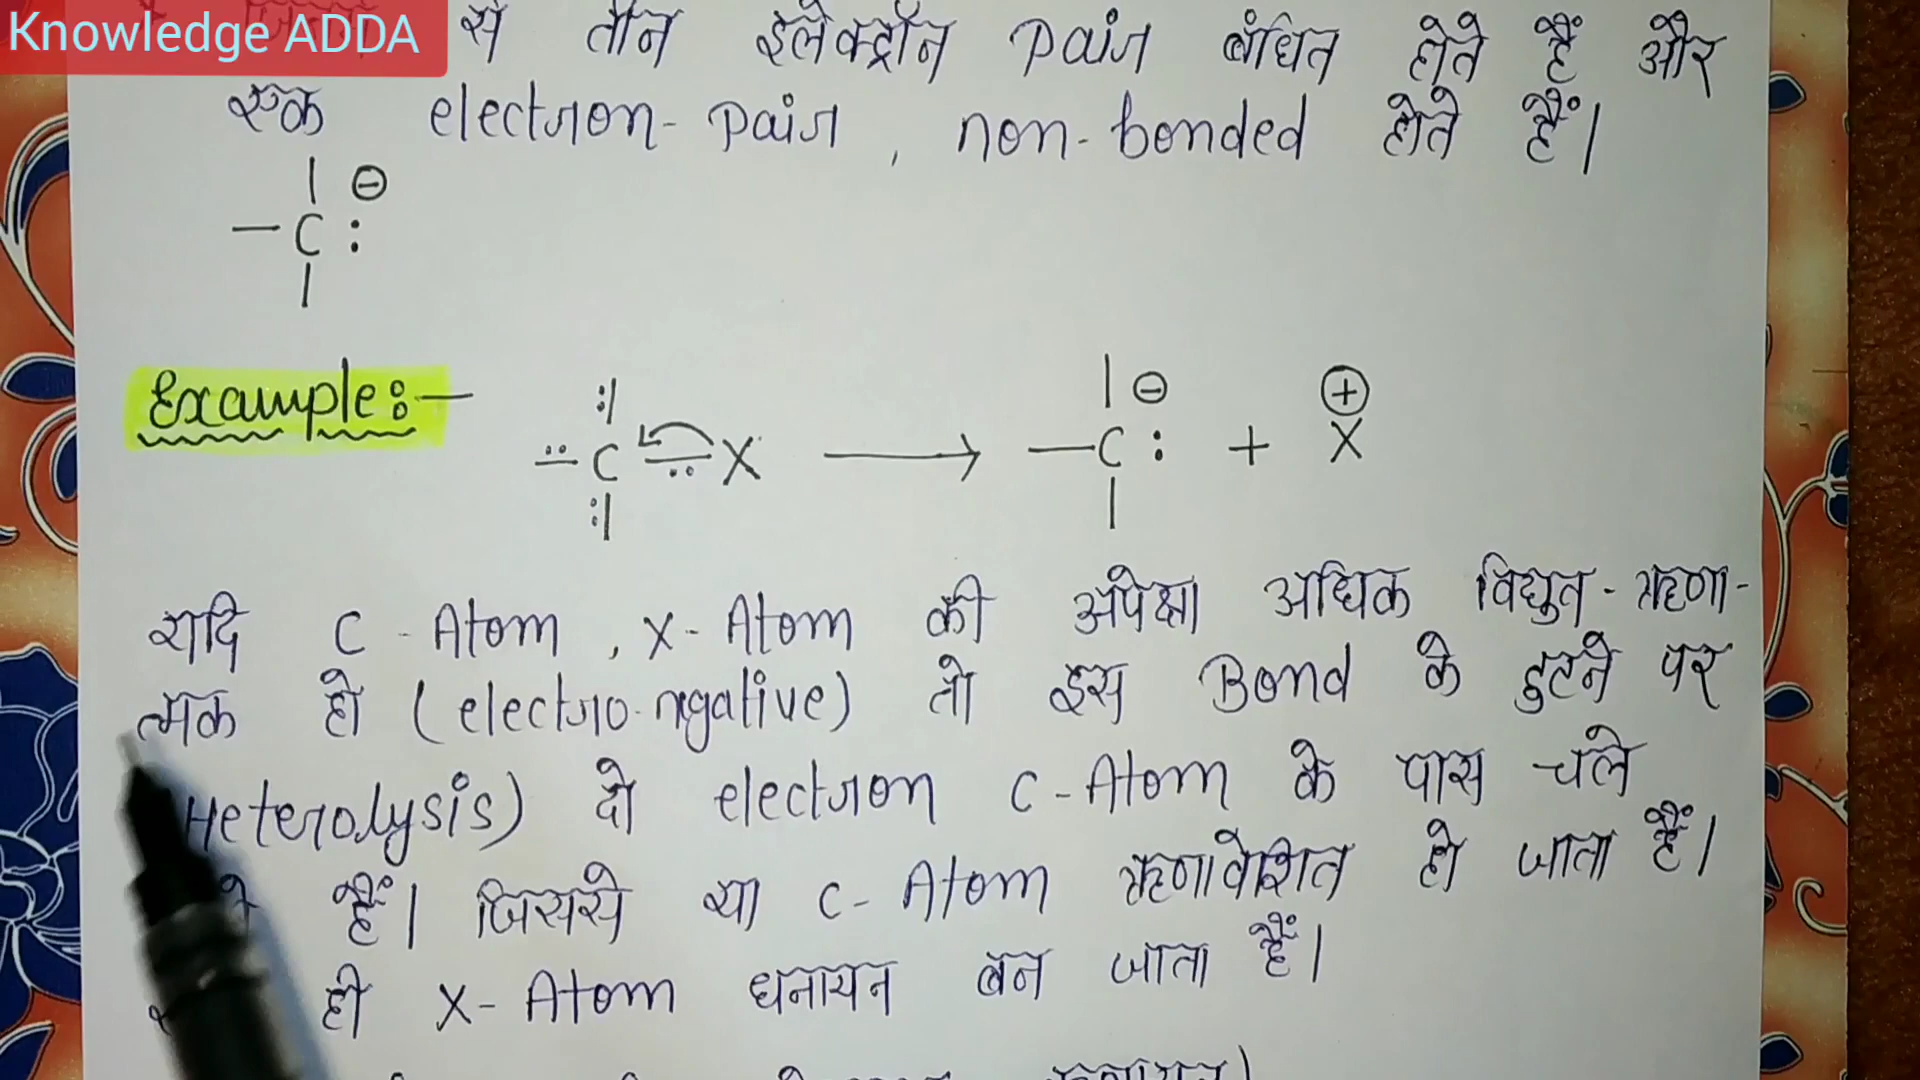 Knowledge ADDA
से तीन इलेक्ट्रॉन Pair बंधित होते हैं और
एक electron-Pair, non-bonded होते हैं।
⊖
— C :
Example:—
— C — X ⟶ — C : ⊖ + X ⊕
यदि C-Atom, X-Atom की अपेक्षा अधिक विद्युत-ऋणा-
त्मक हो (electro-negative) तो इस Bond के टुटने पर
Heterolysis) दो electron C-Atom के पास चले
हैं। जिससे या C-Atom ऋणावेशित हो जाता हैं।
ही X-Atom धनायन बन जाता हैं।